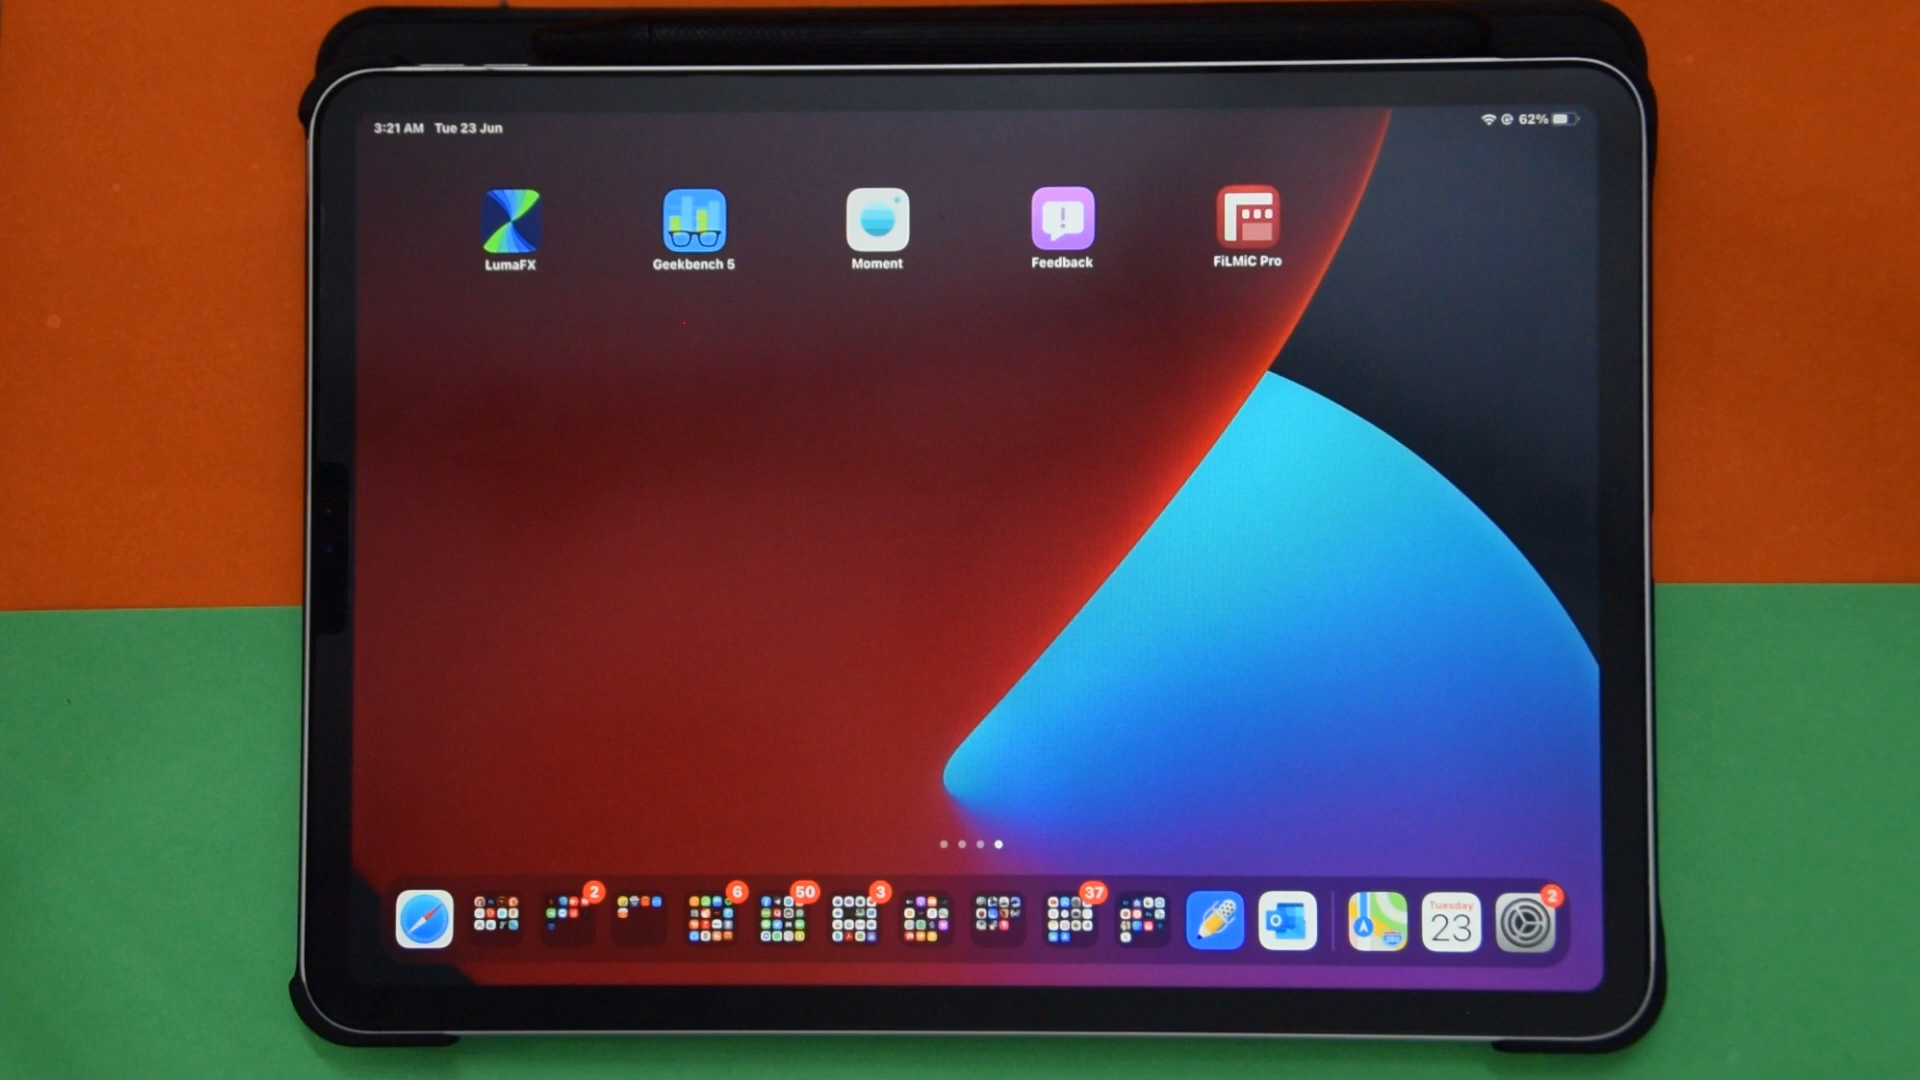 3:21 AM Tue 23 Jun
62%
LumaFX
Geekbench 5
Moment
Feedback
FiLMiC Pro
2
6
50
3
37
2
Tuesday
23